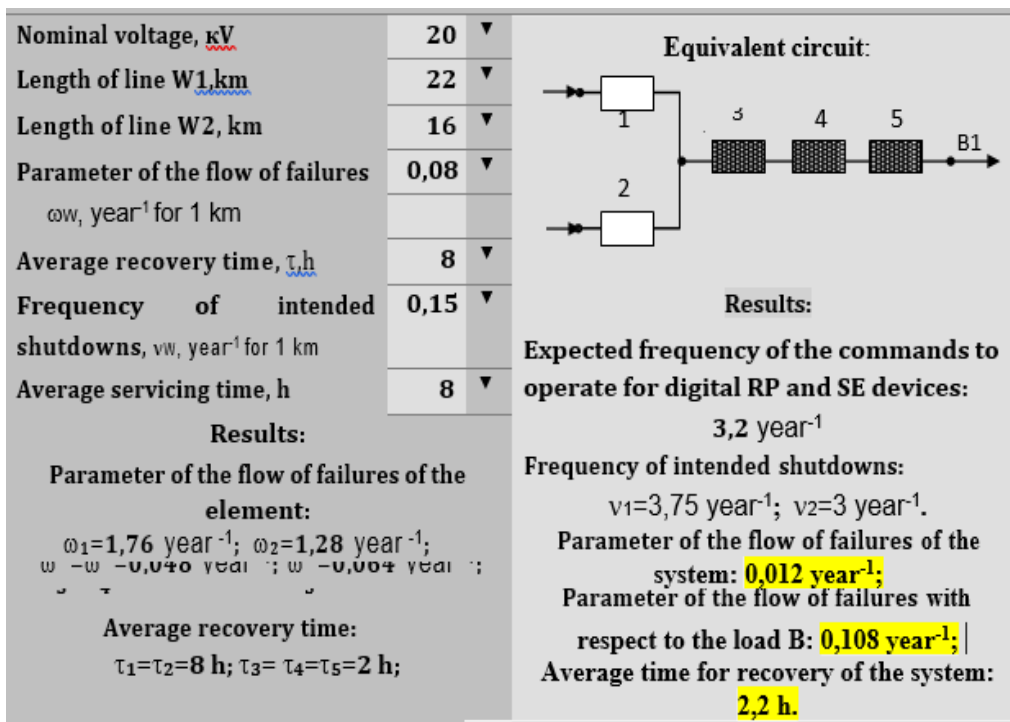 Nominal voltage, кV 20 ▼
Length of line W1,km 22 ▼
Length of line W2, km 16 ▼
Parameter of the flow of failures 0,08 ▼
ωw, year¹ for 1 km
Average recovery time, τ,h 8 ▼
Frequency of intended 0,15 ▼
shutdowns, νw, year⁻¹ for 1 km
Average servicing time, h 8 ▼
Results:
Parameter of the flow of failures of the
element:
ω1=1,76 year ⁻¹; ω2=1,28 year ⁻¹;
Average recovery time:
τ1=τ2=8 h; τ3= τ4=τ5=2 h;
Equivalent circuit:
1
2
3
4
5
B1
Results:
Expected frequency of the commands to
operate for digital RP and SE devices:
3,2 year⁻¹
Frequency of intended shutdowns:
ν1=3,75 year⁻¹; ν2=3 year⁻¹.
Parameter of the flow of failures of the
system: 0,012 year⁻¹;
Parameter of the flow of failures with
respect to the load B: 0,108 year⁻¹;
Average time for recovery of the system:
2,2 h.